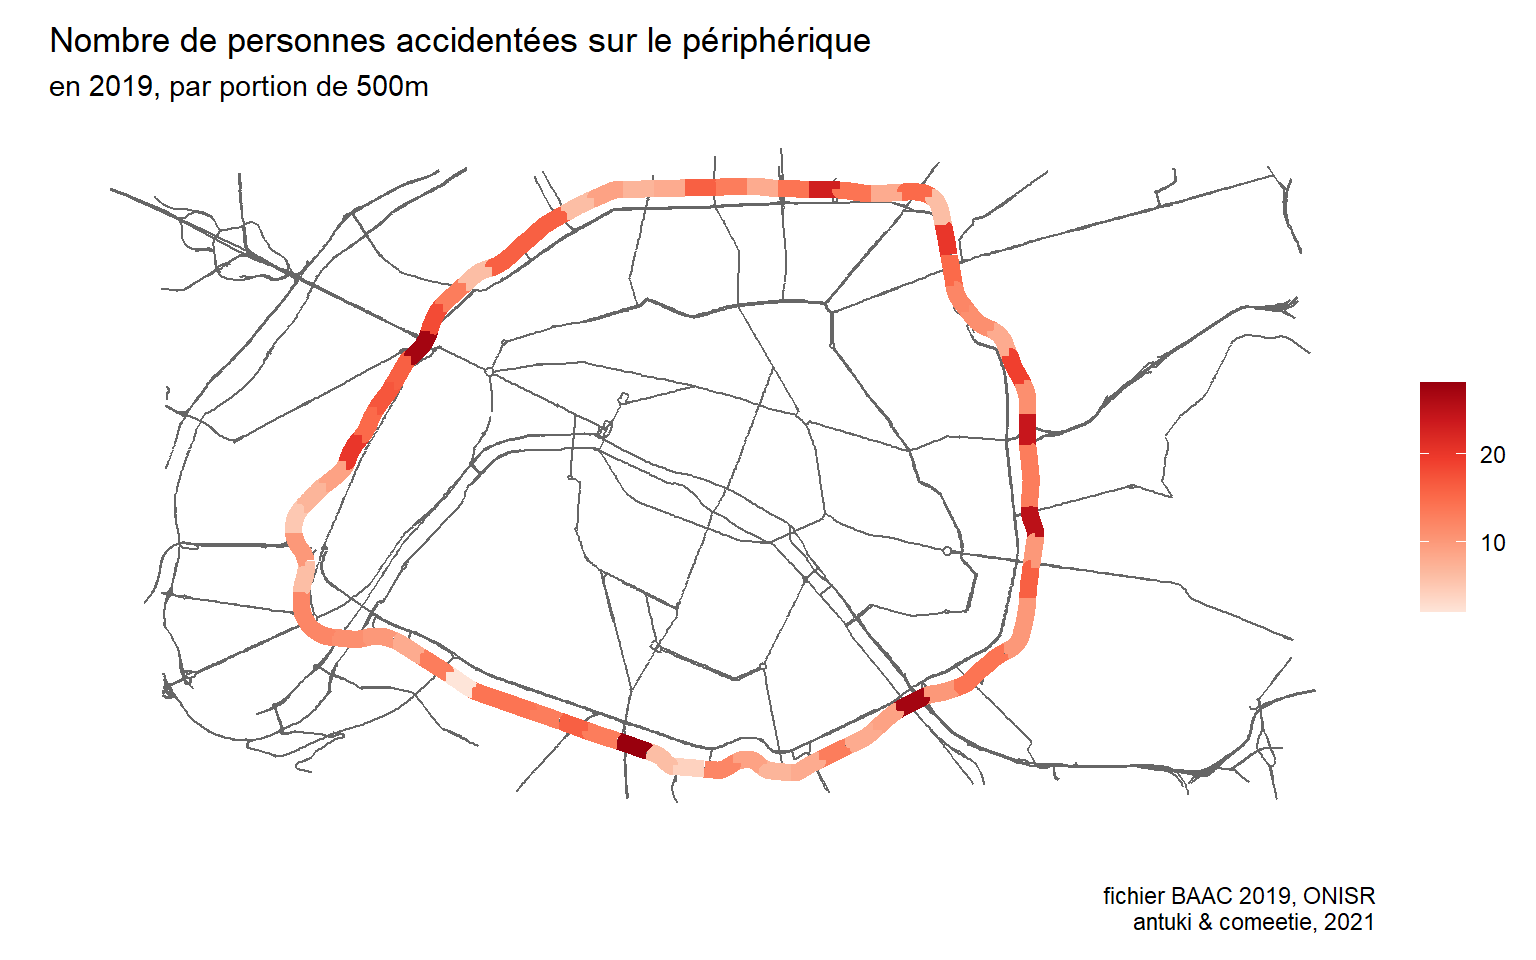 Nombre de personnes accidentées sur le périphérique
en 2019, par portion de 500m
20
10
fichier BAAC 2019, ONISR
antuki & comeetie, 2021